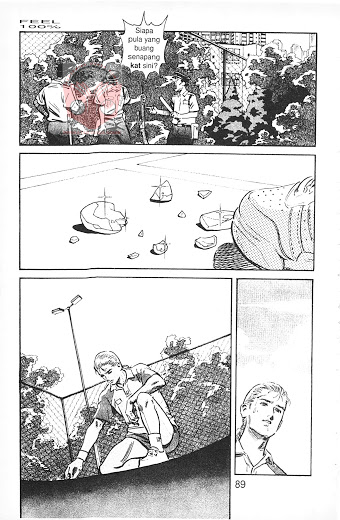 FEEL
100%
Siapa
pula yang
buang
senapang
kat sini?
89